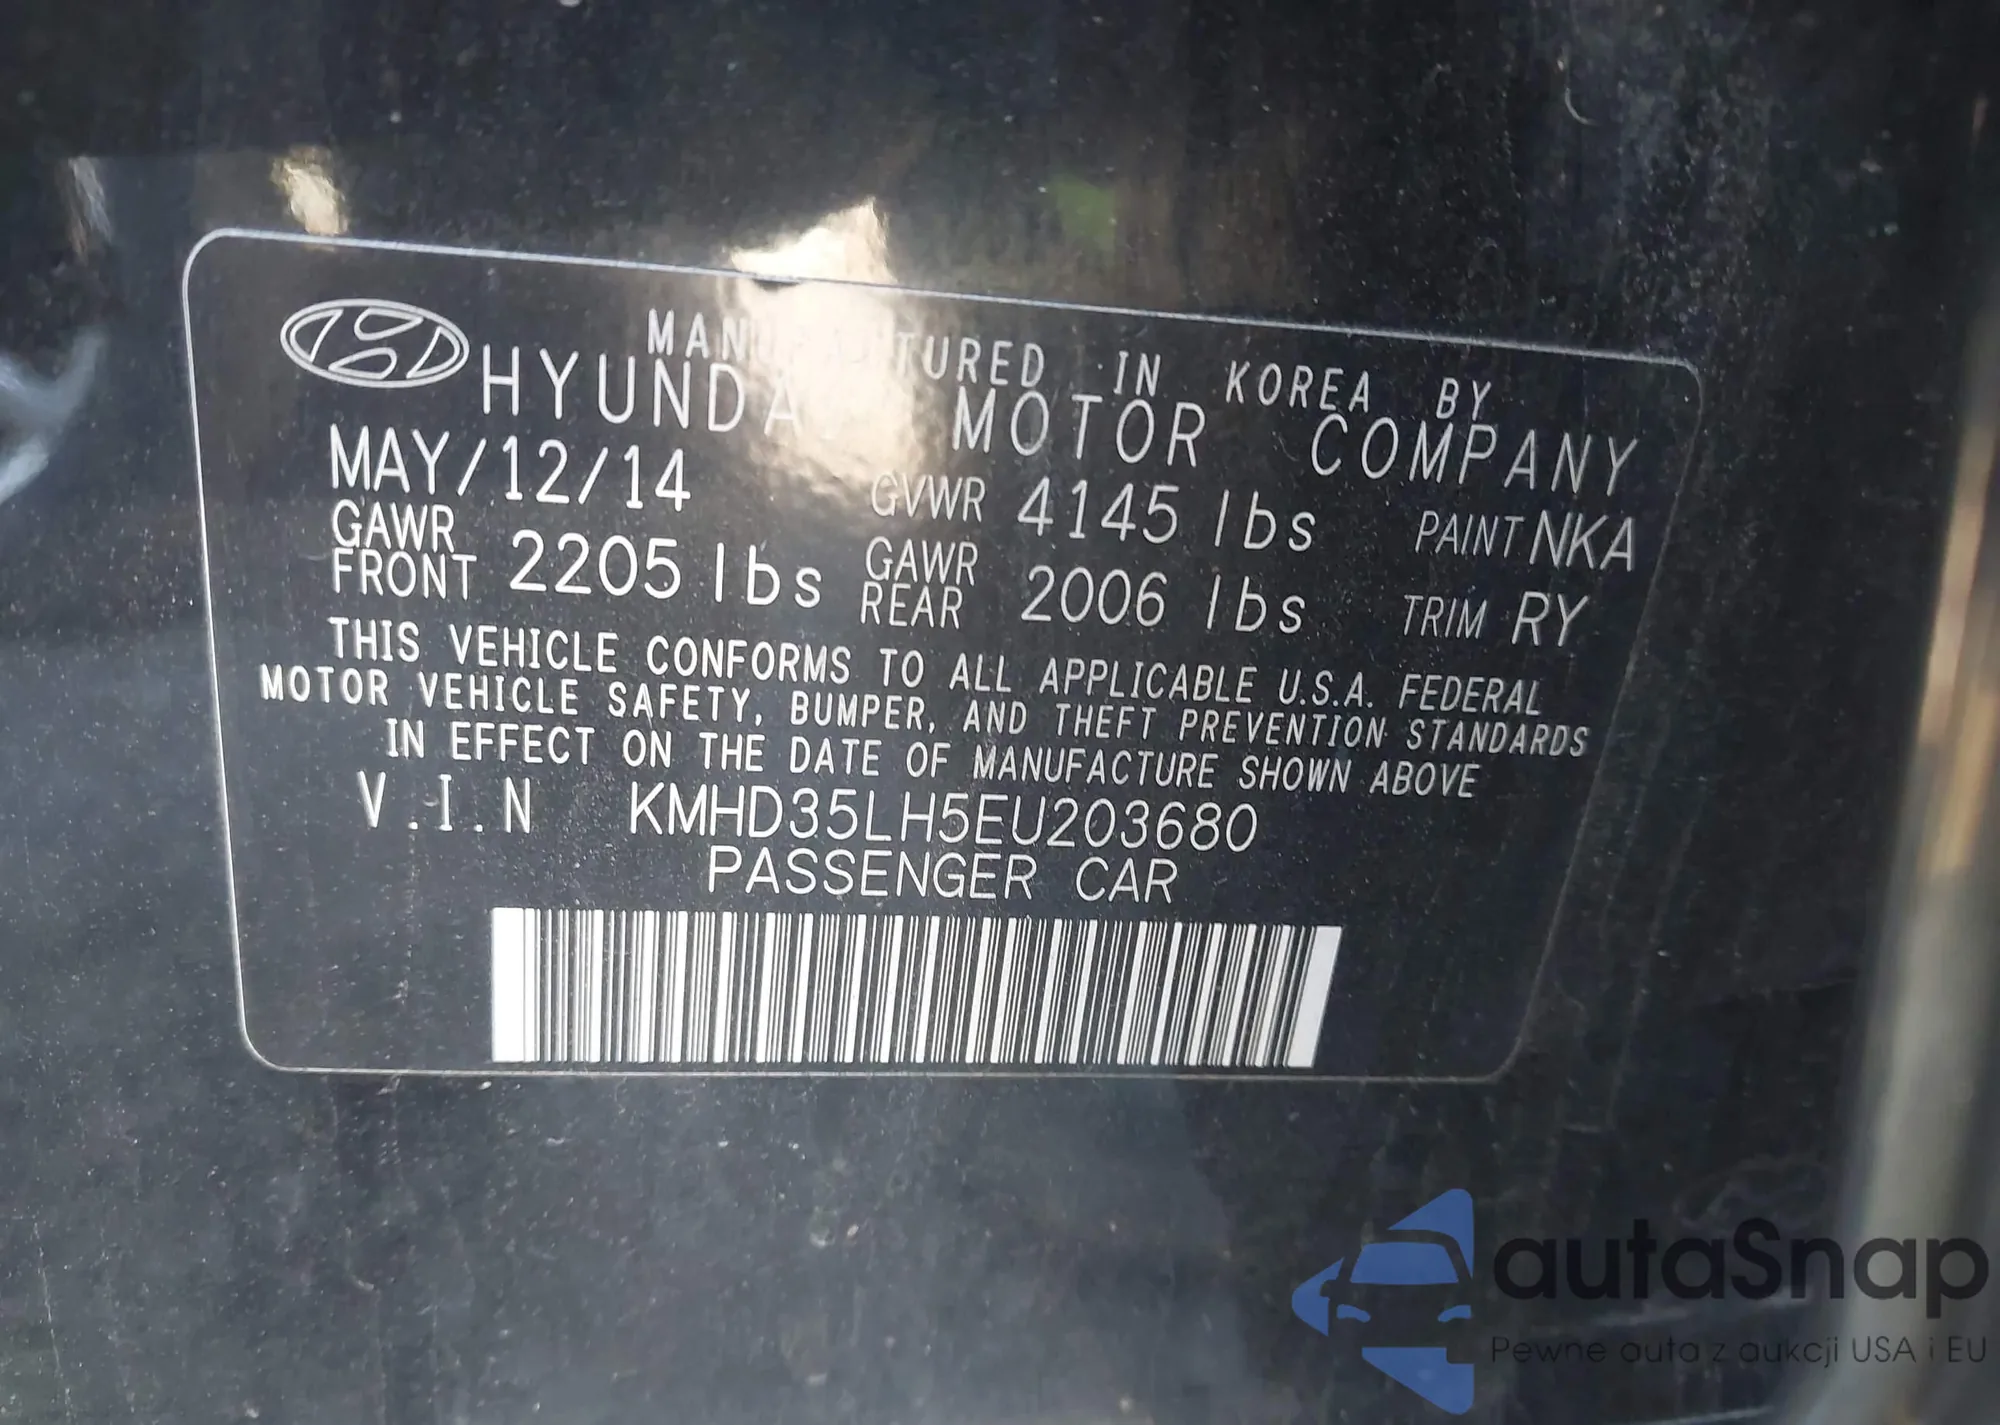 MANUFACTURED IN KOREA BY
HYUNDAI MOTOR COMPANY
MAY/12/14 GVWR 4145 lbs PAINT NKA
GAWR FRONT 2205 lbs GAWR REAR 2006 lbs TRIM RY
THIS VEHICLE CONFORMS TO ALL APPLICABLE U.S.A. FEDERAL
MOTOR VEHICLE SAFETY, BUMPER, AND THEFT PREVENTION STANDARDS
IN EFFECT ON THE DATE OF MANUFACTURE SHOWN ABOVE
V.I.N KMHD35LH5EU203680
PASSENGER CAR
autaSnap
Pewne auta z aukcji USA i EU